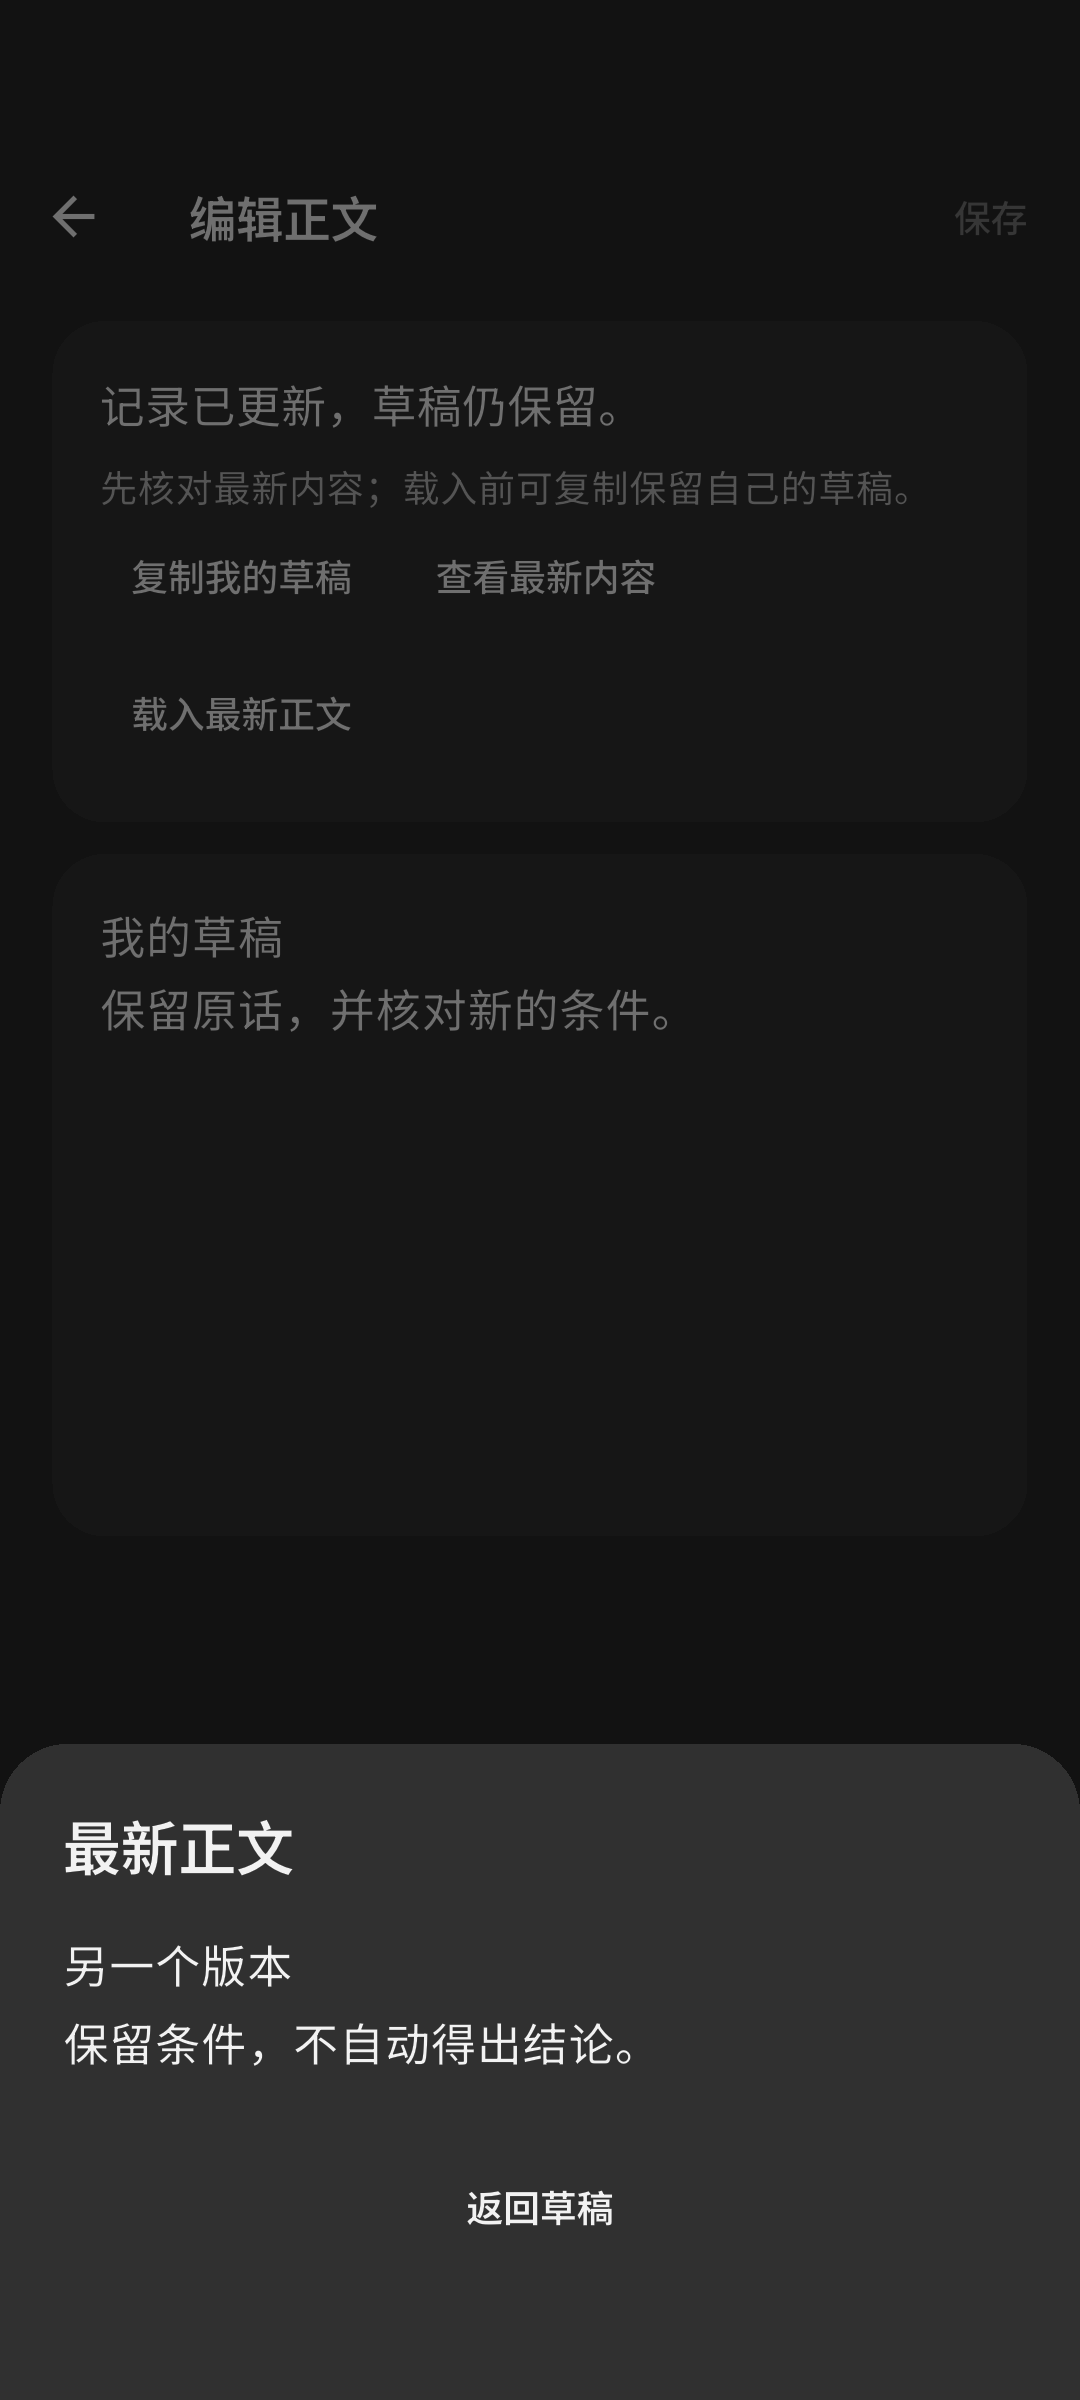 编辑正文
保存
记录已更新，草稿仍保留。
先核对最新内容；载入前可复制保留自己的草稿。
复制我的草稿
查看最新内容
载入最新正文
我的草稿
保留原话，并核对新的条件。
最新正文
另一个版本
保留条件，不自动得出结论。
返回草稿